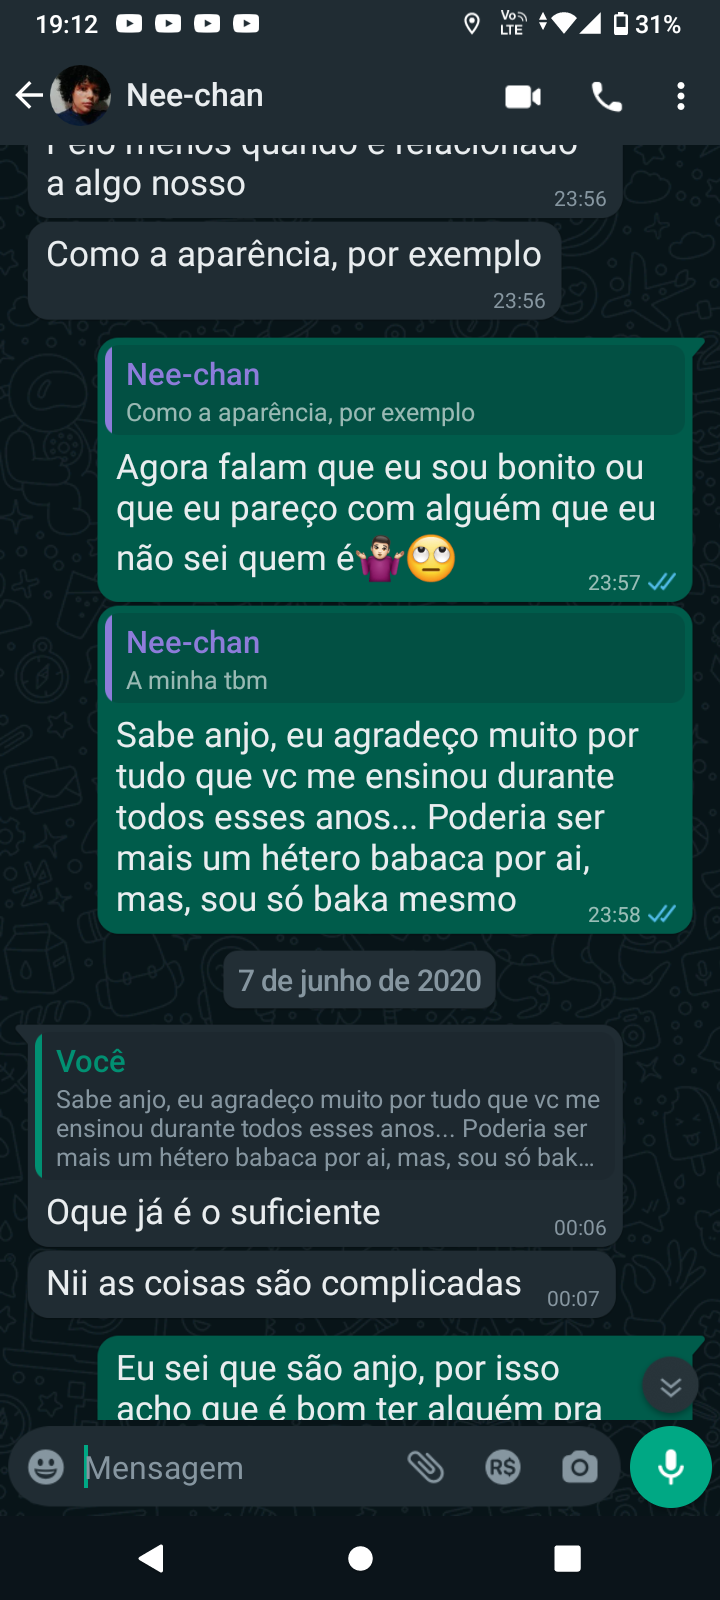 19:12
Vo
LTE
31%
Nee-chan
Pelo menos quando é relacionado
a algo nosso
23:56
Como a aparência, por exemplo
23:56
Nee-chan
Como a aparência, por exemplo
Agora falam que eu sou bonito ou
que eu pareço com alguém que eu
não sei quem é🤷🏻‍♂️🙄
23:57
Nee-chan
A minha tbm
Sabe anjo, eu agradeço muito por
tudo que vc me ensinou durante
todos esses anos... Poderia ser
mais um hétero babaca por ai,
mas, sou só baka mesmo
23:58
7 de junho de 2020
Você
Sabe anjo, eu agradeço muito por tudo que vc me
ensinou durante todos esses anos... Poderia ser
mais um hétero babaca por ai, mas, sou só bak...
Oque já é o suficiente
00:06
Nii as coisas são complicadas
00:07
Eu sei que são anjo, por isso
acho que é bom ter alguém pra
Mensagem
R$